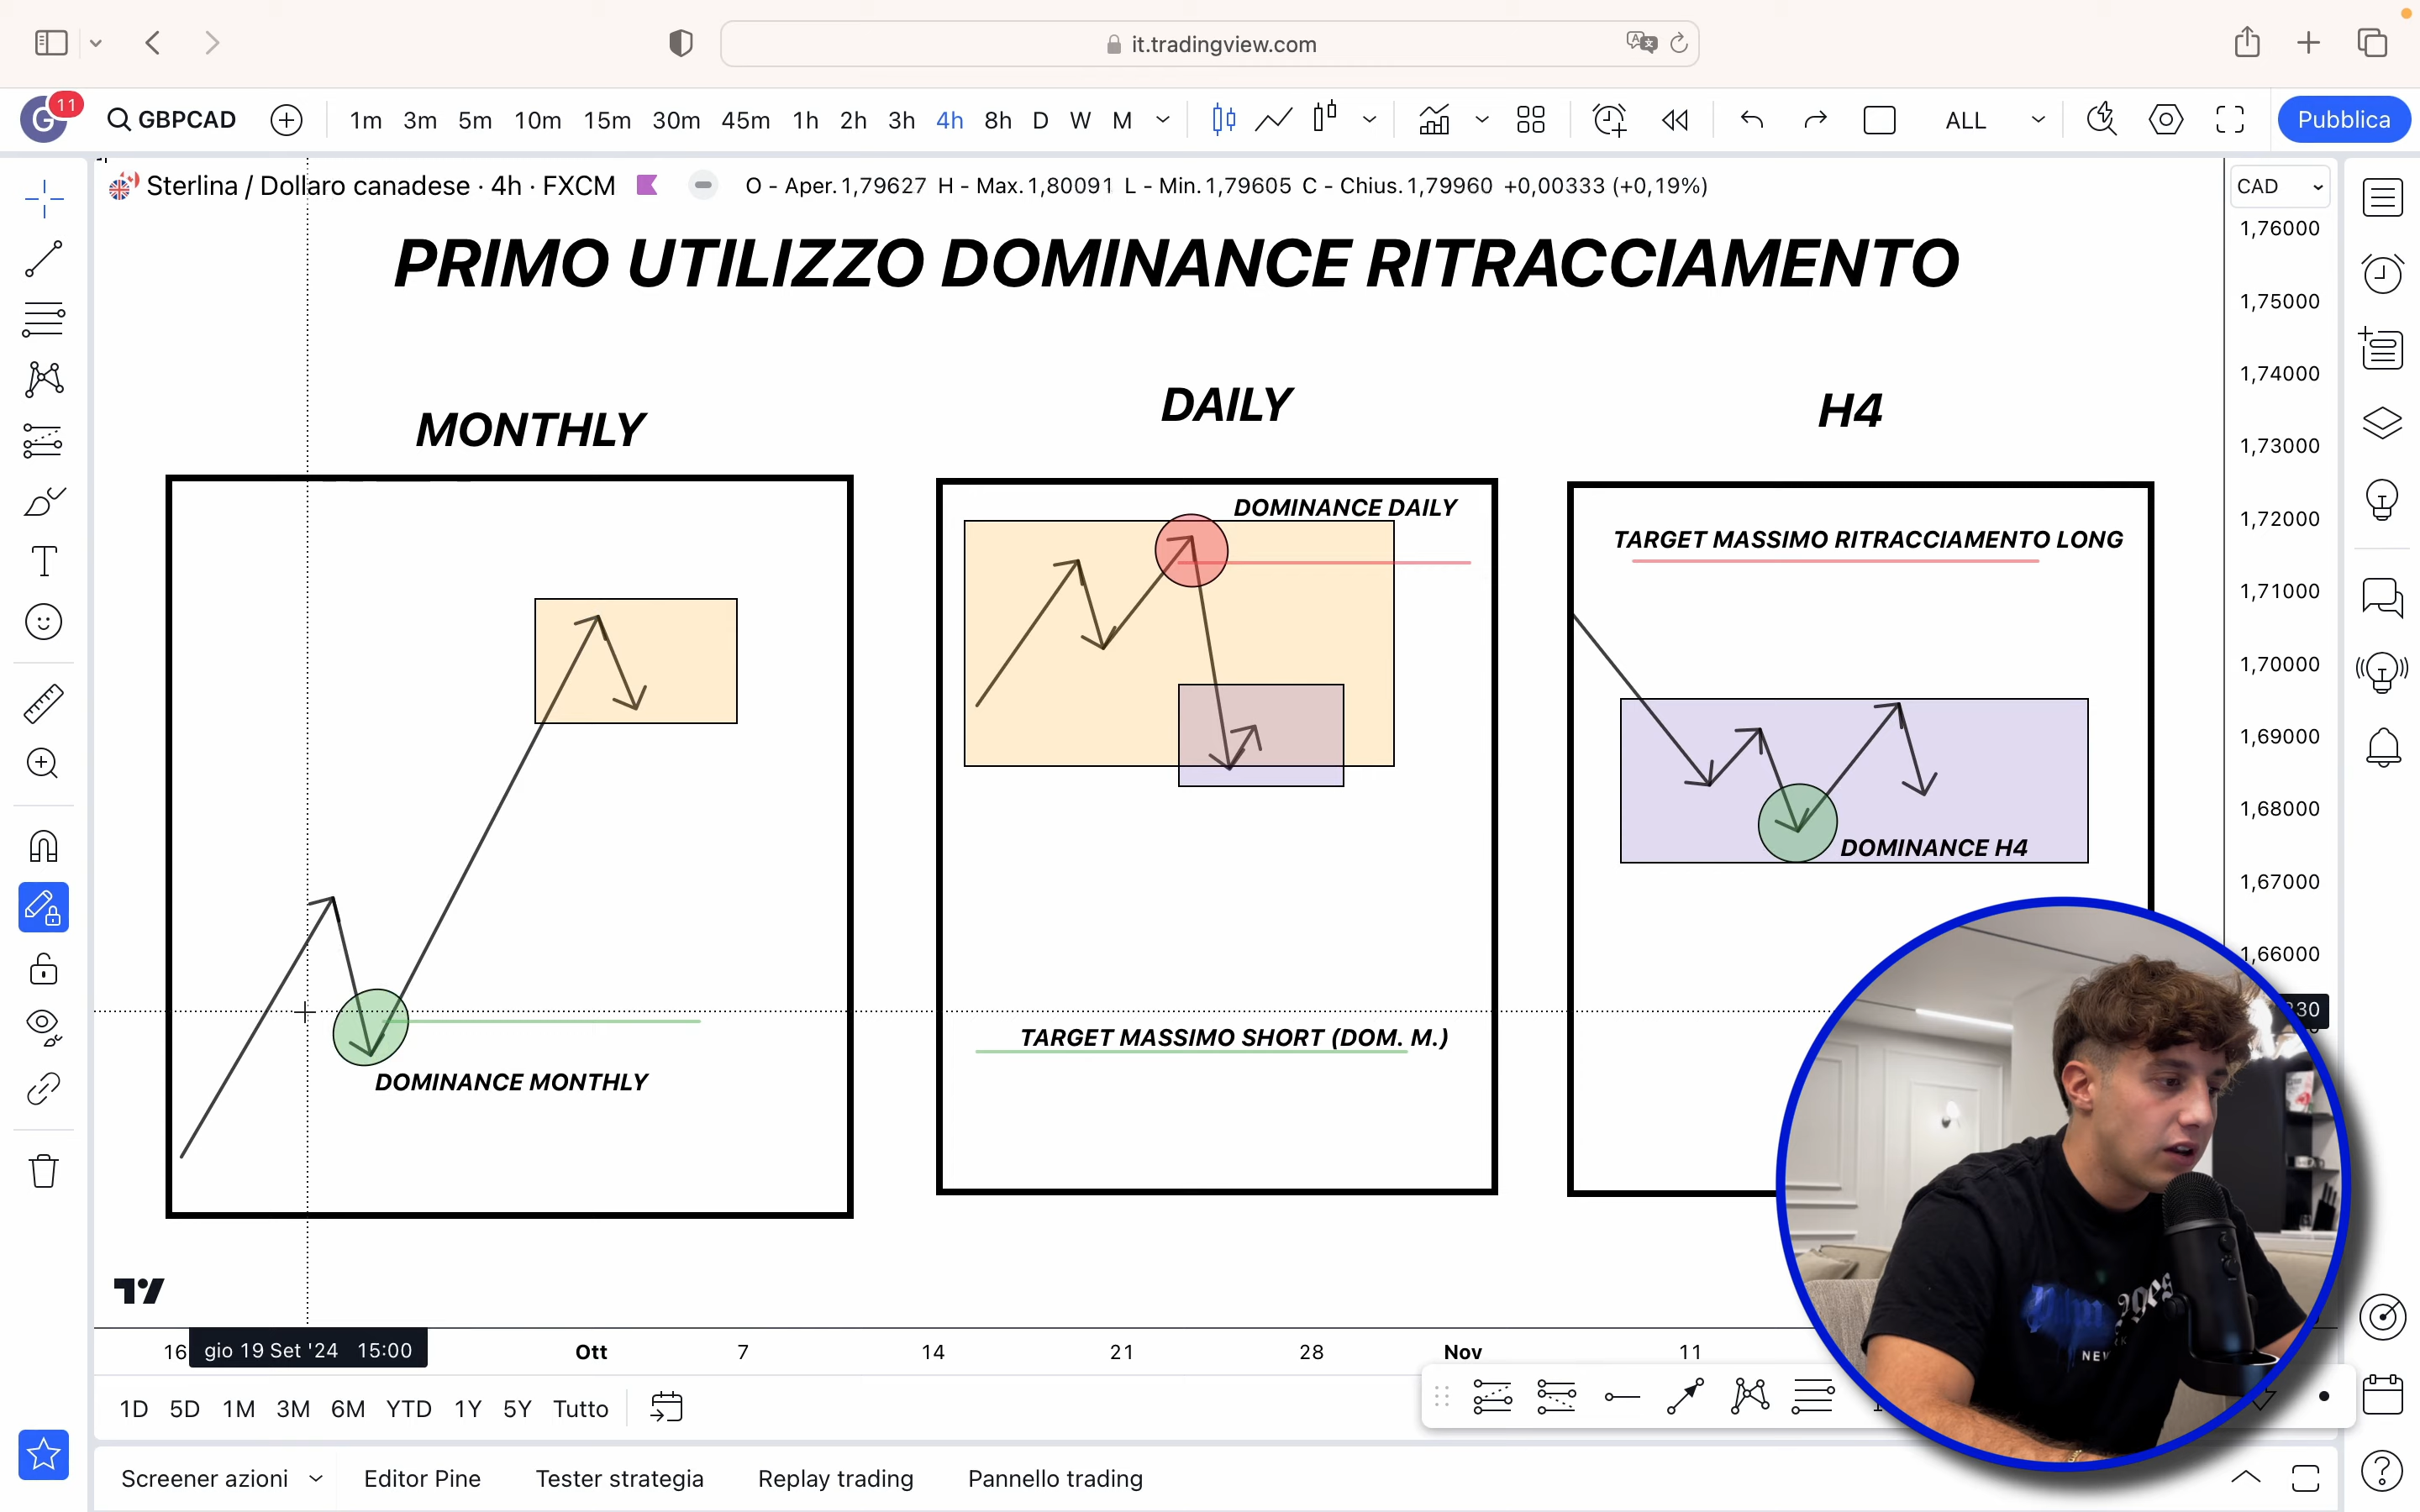 it.tradingview.com
G
11
GBPCAD
1m 3m 5m 10m 15m 30m 45m 1h 2h 3h 4h 8h D W M
ALL
Pubblica
Sterlina / Dollaro canadese · 4h · FXCM
O - Aper.1,79627 H - Max.1,80091 L - Min.1,79605 C - Chius.1,79960 +0,00333 (+0,19%)
CAD
PRIMO UTILIZZO DOMINANCE RITRACCIAMENTO
MONTHLY
DAILY
H4
DOMINANCE DAILY
TARGET MASSIMO RITRACCIAMENTO LONG
DOMINANCE H4
TARGET MASSIMO SHORT (DOM. M.)
DOMINANCE MONTHLY
1,76000
1,75000
1,74000
1,73000
1,72000
1,71000
1,70000
1,69000
1,68000
1,67000
1,66000
30
NEW
16
gio 19 Set '24 15:00
Ott
7
14
21
28
Nov
11
1D 5D 1M 3M 6M YTD 1Y 5Y Tutto
Screener azioni
Editor Pine
Tester strategia
Replay trading
Pannello trading